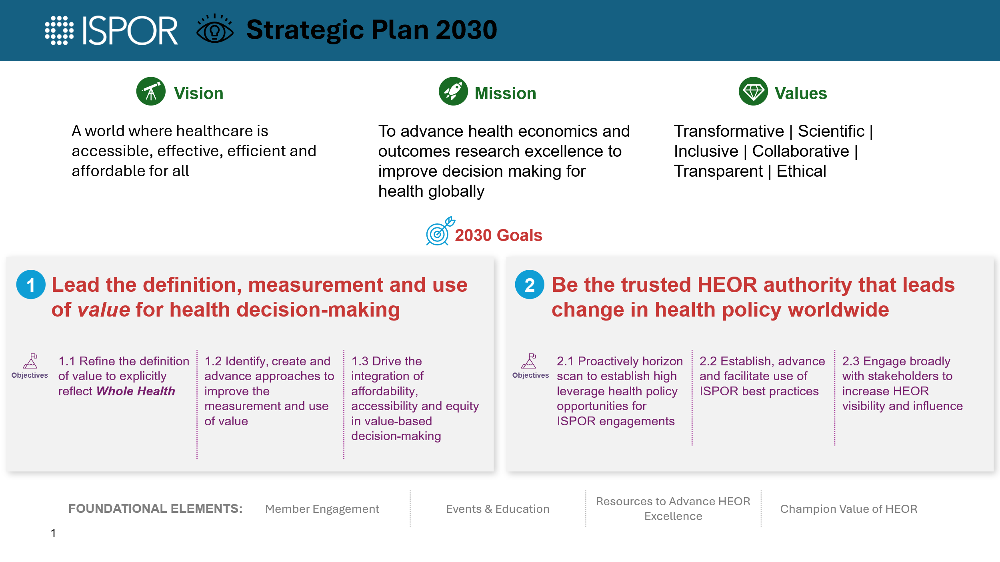 ISPOR
Strategic Plan 2030
Vision
A world where healthcare is
accessible, effective, efficient and
affordable for all
Mission
To advance health economics and
outcomes research excellence to
improve decision making for
health globally
Values
Transformative | Scientific |
Inclusive | Collaborative |
Transparent | Ethical
2030 Goals
1
Lead the definition, measurement and use
of value for health decision-making
Objectives
1.1 Refine the definition
of value to explicitly
reflect Whole Health
1.2 Identify, create and
advance approaches to
improve the
measurement and use
of value
1.3 Drive the
integration of
affordability,
accessibility and equity
in value-based
decision-making
2
Be the trusted HEOR authority that leads
change in health policy worldwide
Objectives
2.1 Proactively horizon
scan to establish high
leverage health policy
opportunities for
ISPOR engagements
2.2 Establish, advance
and facilitate use of
ISPOR best practices
2.3 Engage broadly
with stakeholders to
increase HEOR
visibility and influence
FOUNDATIONAL ELEMENTS:
Member Engagement
Events & Education
Resources to Advance HEOR
Excellence
Champion Value of HEOR
1